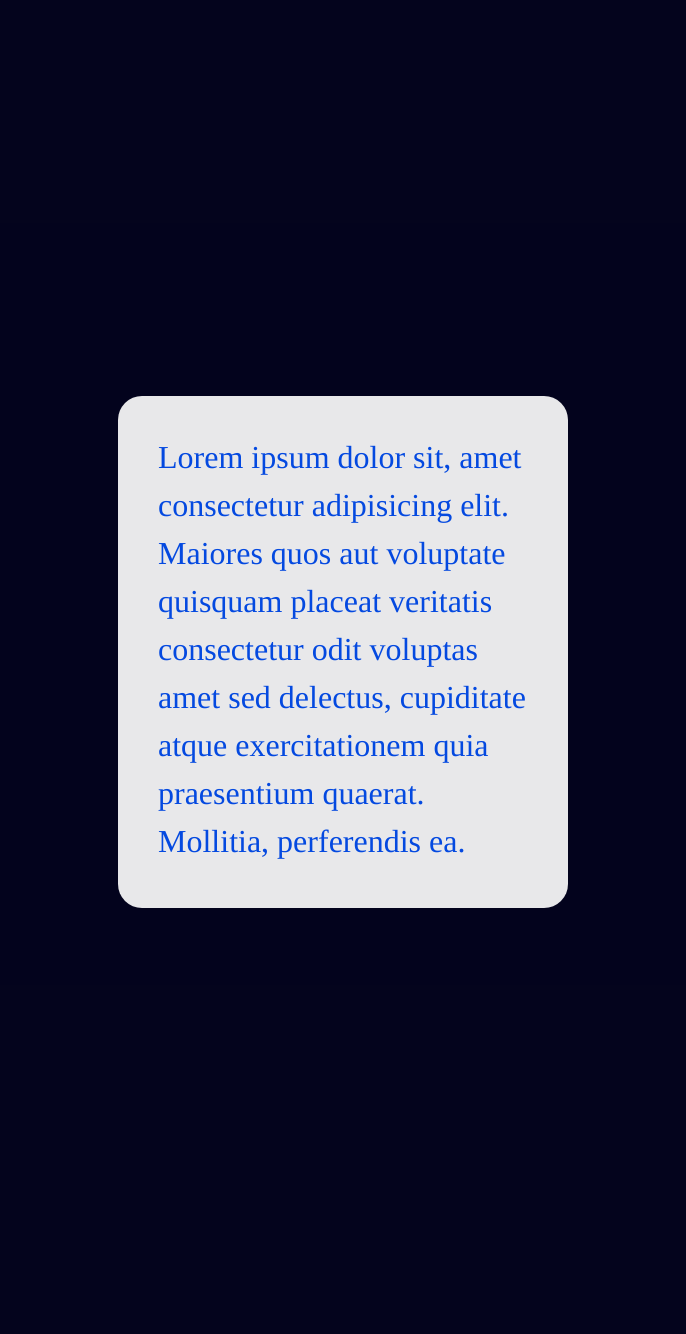 Lorem ipsum dolor sit, amet
consectetur adipisicing elit.
Maiores quos aut voluptate
quisquam placeat veritatis
consectetur odit voluptas
amet sed delectus, cupiditate
atque exercitationem quia
praesentium quaerat.
Mollitia, perferendis ea.